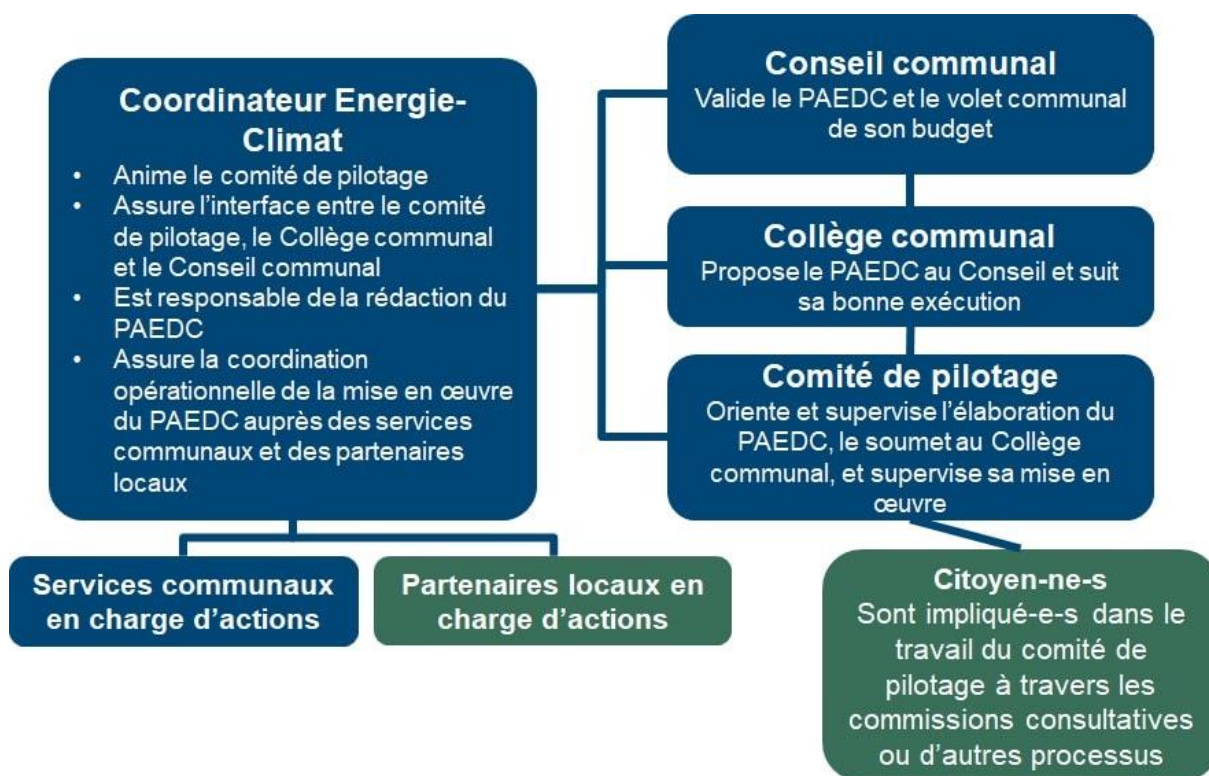 Coordinateur Energie-
Climat
• Anime le comité de pilotage
• Assure l'interface entre le comité
de pilotage, le Collège communal
et le Conseil communal
• Est responsable de la rédaction du
PAEDC
• Assure la coordination
opérationnelle de la mise en œuvre
du PAEDC auprès des services
communaux et des partenaires
locaux
Conseil communal
Valide le PAEDC et le volet communal
de son budget
Collège communal
Propose le PAEDC au Conseil et suit
sa bonne exécution
Comité de pilotage
Oriente et supervise l'élaboration du
PAEDC, le soumet au Collège
communal, et supervise sa mise en
œuvre
Services communaux
en charge d'actions
Partenaires locaux en
charge d'actions
Citoyen-ne-s
Sont impliqué-e-s dans le
travail du comité de
pilotage à travers les
commissions consultatives
ou d'autres processus